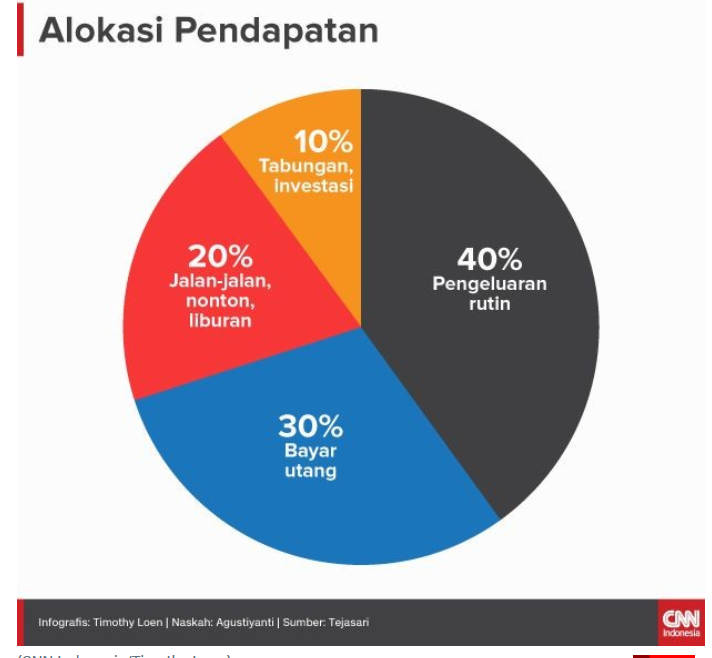 Alokasi Pendapatan
10%
Tabungan,
investasi
20%
Jalan-jalan,
nonton,
liburan
40%
Pengeluaran
rutin
30%
Bayar
utang
Infografis: Timothy Loen | Naskah: Agustiyanti | Sumber: Tejasari
CNN
Indonesia